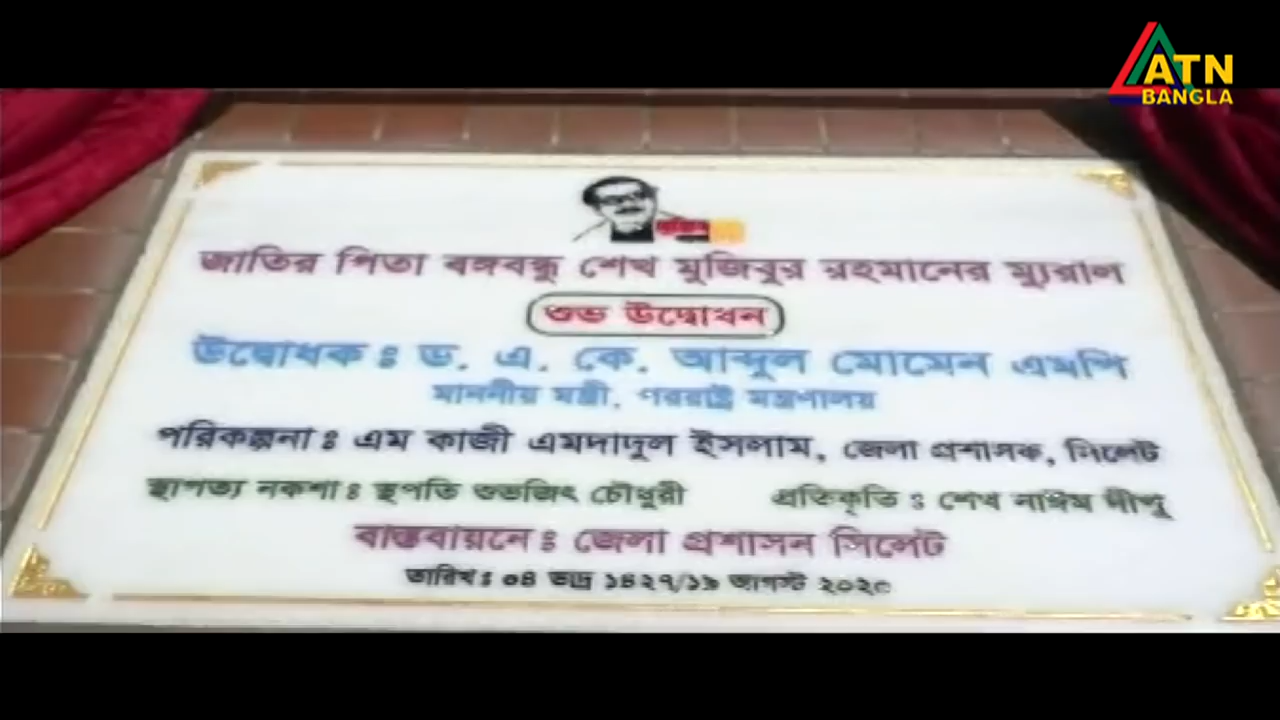 ATN
BANGLA
জাতির পিতা বঙ্গবন্ধু শেখ মুজিবুর রহমানের ম্যুরাল
শুভ উদ্বোধন
উদ্বোধক : ড. এ. কে. আব্দুল মোমেন এমপি
মাননীয় মন্ত্রী, পররাষ্ট্র মন্ত্রণালয়
পরিকল্পনা : এম কাজী এমদাদুল ইসলাম, জেলা প্রশাসক, সিলেট
স্থাপত্য নকশা : স্থপতি শুভজিৎ চৌধুরী প্রতিকৃতি : শেখ নাঈম দীপু
বাস্তবায়নে : জেলা প্রশাসন সিলেট
তারিখ : ০৪ ভাদ্র ১৪২৭/১৯ আগস্ট ২০২০